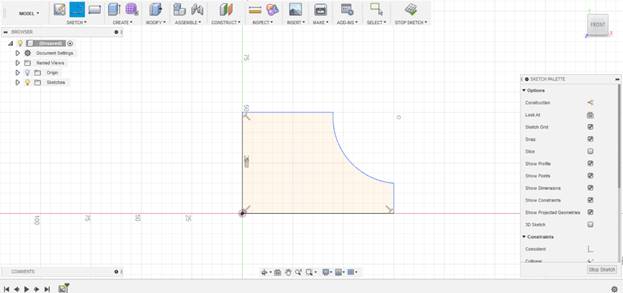 MODEL
SKETCH
CREATE
MODIFY
ASSEMBLE
CONSTRUCT
INSPECT
INSERT
MAKE
ADD-INS
SELECT
STOP SKETCH
BROWSER
(Unsaved)
Document Settings
Named Views
Origin
Sketches
FRONT
75
50
100
75
50
25
SKETCH PALETTE
Options
Construction
Look At
Sketch Grid
Snap
Slice
Show Profile
Show Points
Show Dimensions
Show Constraints
Show Projected Geometries
3D Sketch
Constraints
Coincident
Collinear
Stop Sketch
COMMENTS